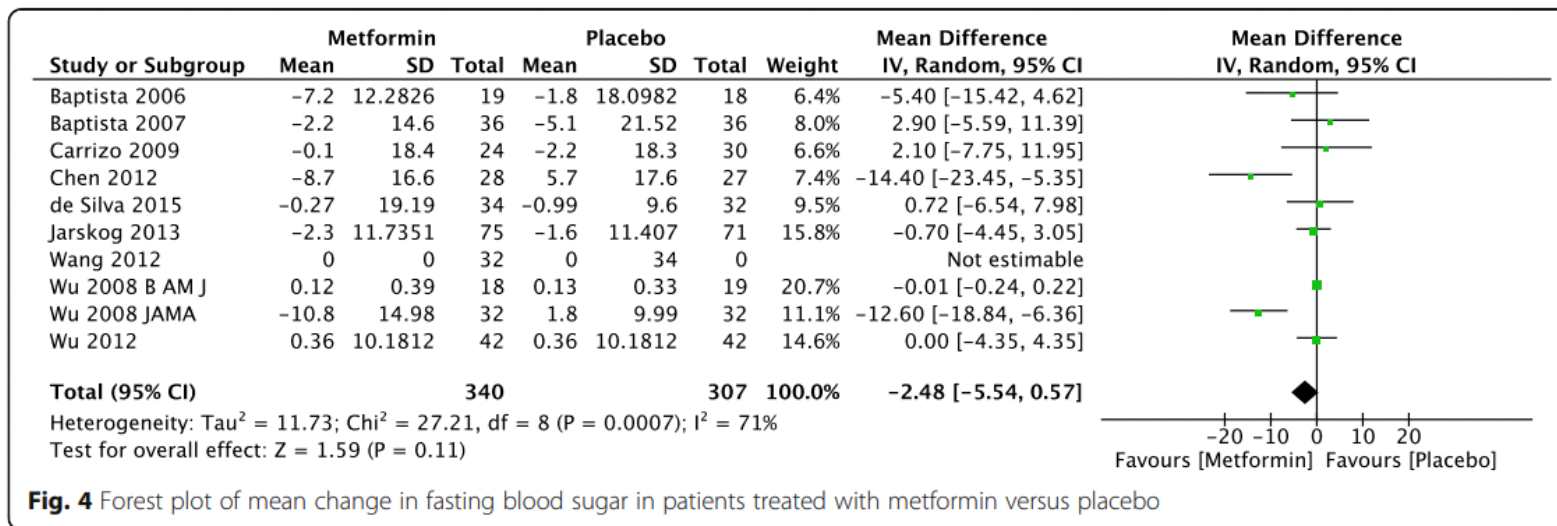 Metformin Placebo Mean Difference Mean Difference
Study or Subgroup Mean SD Total Mean SD Total Weight IV, Random, 95% CI IV, Random, 95% CI
Baptista 2006 −7.2 12.2826 19 −1.8 18.0982 18 6.4% −5.40 [−15.42, 4.62]
Baptista 2007 −2.2 14.6 36 −5.1 21.52 36 8.0% 2.90 [−5.59, 11.39]
Carrizo 2009 −0.1 18.4 24 −2.2 18.3 30 6.6% 2.10 [−7.75, 11.95]
Chen 2012 −8.7 16.6 28 5.7 17.6 27 7.4% −14.40 [−23.45, −5.35]
de Silva 2015 −0.27 19.19 34 −0.99 9.6 32 9.5% 0.72 [−6.54, 7.98]
Jarskog 2013 −2.3 11.7351 75 −1.6 11.407 71 15.8% −0.70 [−4.45, 3.05]
Wang 2012 0 0 32 0 34 0 Not estimable
Wu 2008 B AM J 0.12 0.39 18 0.13 0.33 19 20.7% −0.01 [−0.24, 0.22]
Wu 2008 JAMA −10.8 14.98 32 1.8 9.99 32 11.1% −12.60 [−18.84, −6.36]
Wu 2012 0.36 10.1812 42 0.36 10.1812 42 14.6% 0.00 [−4.35, 4.35]
Total (95% CI) 340 307 100.0% −2.48 [−5.54, 0.57]
Heterogeneity: Tau² = 11.73; Chi² = 27.21, df = 8 (P = 0.0007); I² = 71%
Test for overall effect: Z = 1.59 (P = 0.11)
−20 −10 0 10 20
Favours [Metformin] Favours [Placebo]
Fig. 4 Forest plot of mean change in fasting blood sugar in patients treated with metformin versus placebo